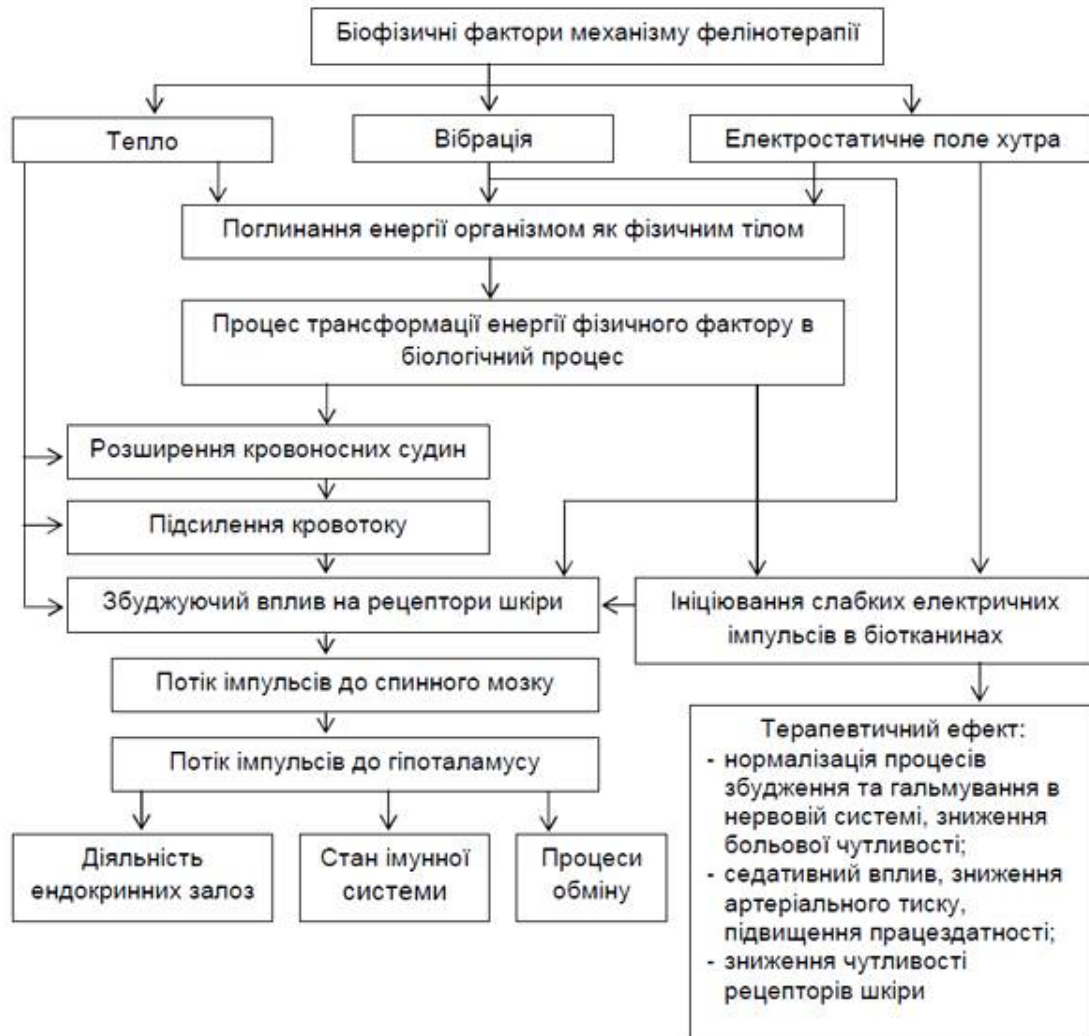 Біофізичні фактори механізму фелінотерапії
Тепло
Вібрація
Електростатичне поле хутра
Поглинання енергії організмом як фізичним тілом
Процес трансформації енергії фізичного фактору в
біологічний процес
Розширення кровоносних судин
Підсилення кровотоку
Збуджуючий вплив на рецептори шкіри
Ініціювання слабких електричних
імпульсів в біотканинах
Потік імпульсів до спинного мозку
Потік імпульсів до гіпоталамусу
Діяльність
ендокринних залоз
Стан імунної
системи
Процеси
обміну
Терапевтичний ефект:
- нормалізація процесів
збудження та гальмування в
нервовій системі, зниження
больової чутливості;
- седативний вплив, зниження
артеріального тиску,
підвищення працездатності;
- зниження чутливості
рецепторів шкіри